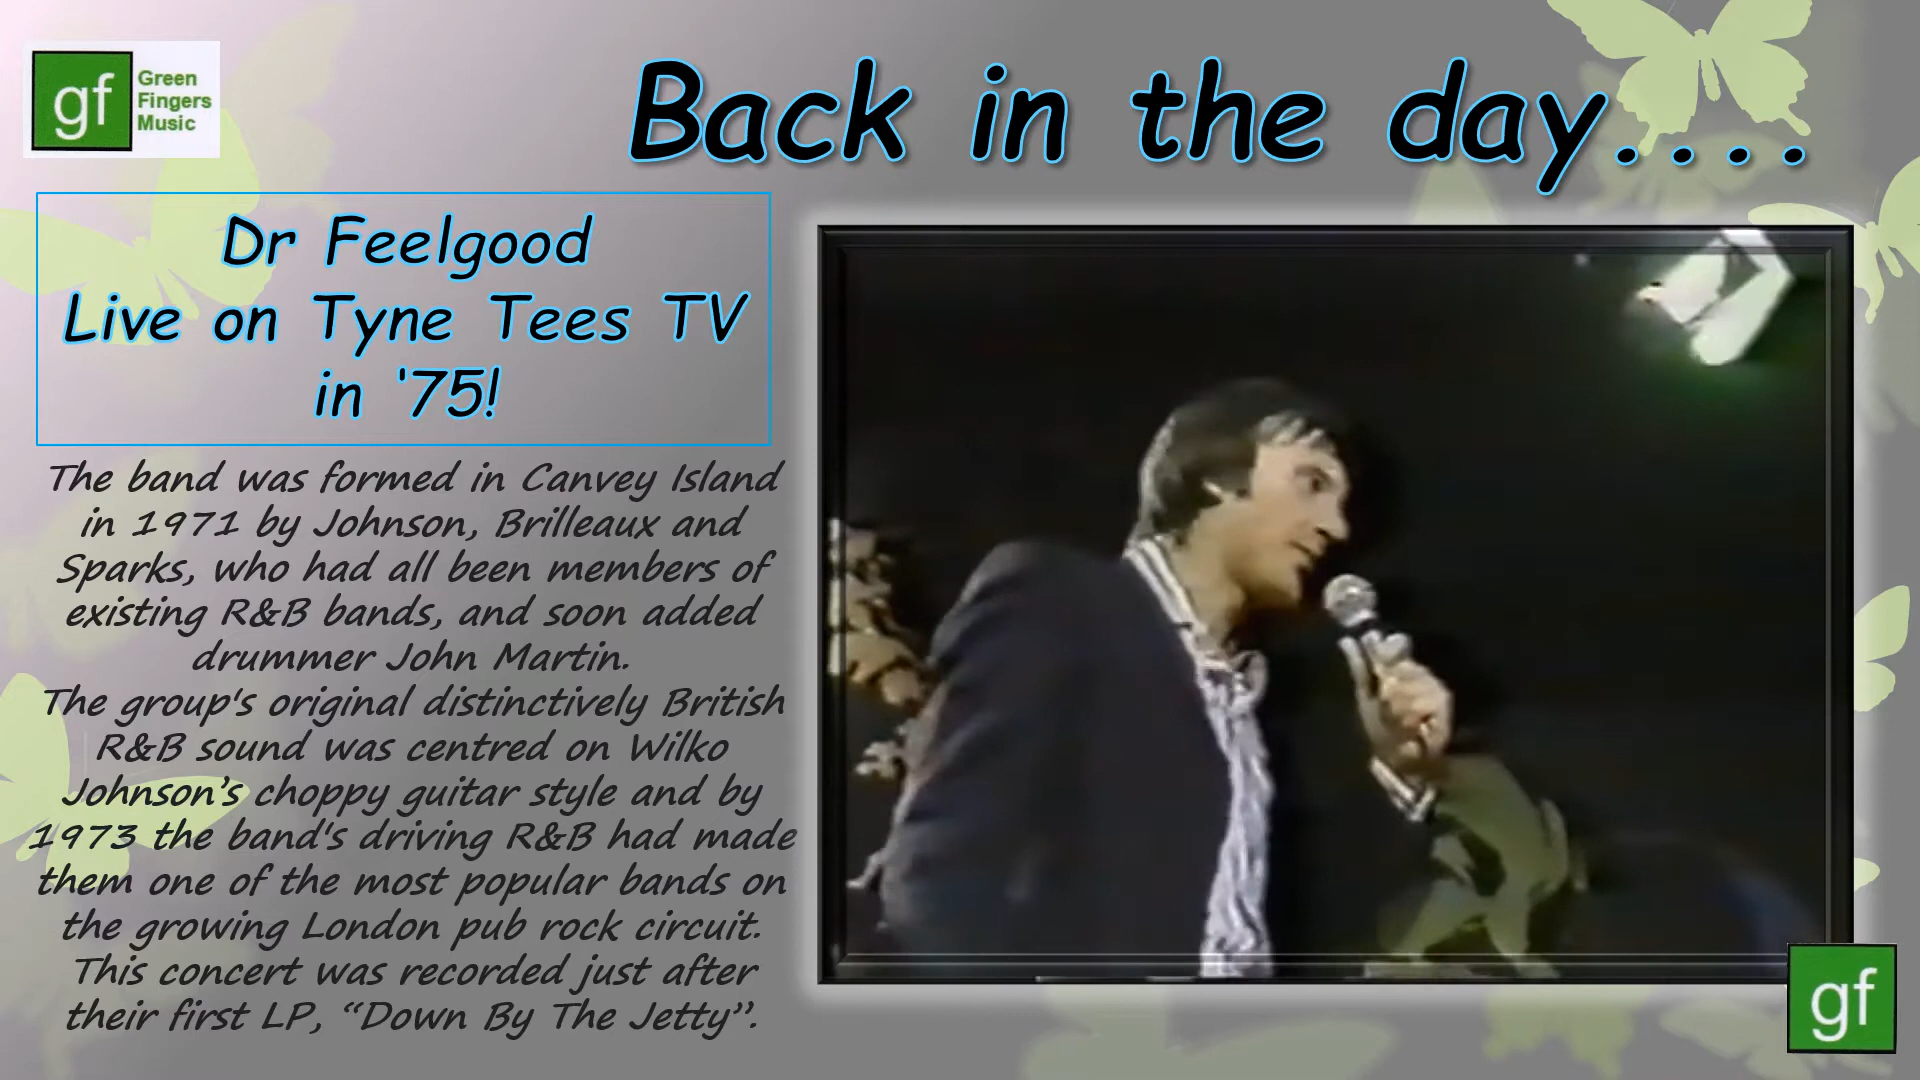 gf
Green
Fingers
Music
Back in the day....
Dr Feelgood
Live on Tyne Tees TV
in '75!
The band was formed in Canvey Island
in 1971 by Johnson, Brilleaux and
Sparks, who had all been members of
existing R&B bands, and soon added
drummer John Martin.
The group's original distinctively British
R&B sound was centred on Wilko
Johnson’s choppy guitar style and by
1973 the band's driving R&B had made
them one of the most popular bands on
the growing London pub rock circuit.
This concert was recorded just after
their first LP, “Down By The Jetty”.
gf